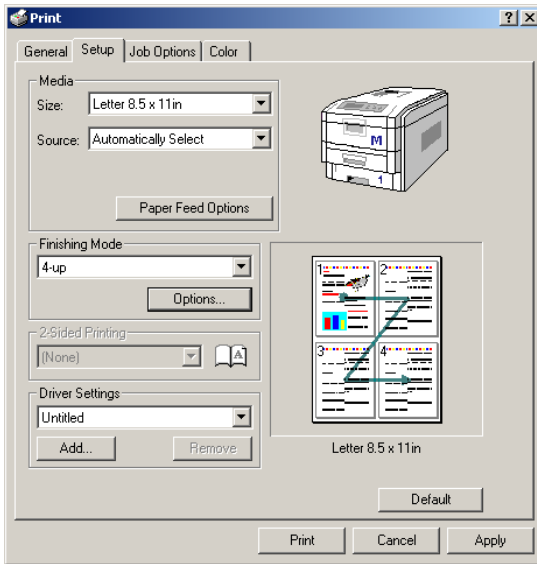 Print
General Setup Job Options Color
Media
Size: Letter 8.5 x 11in
Source: Automatically Select
Paper Feed Options
M
1
Finishing Mode
4-up
Options...
2-Sided Printing
(None)
A
Driver Settings
Untitled
Add... Remove
1 2
3 4
Letter 8.5 x 11in
Default
Print Cancel Apply